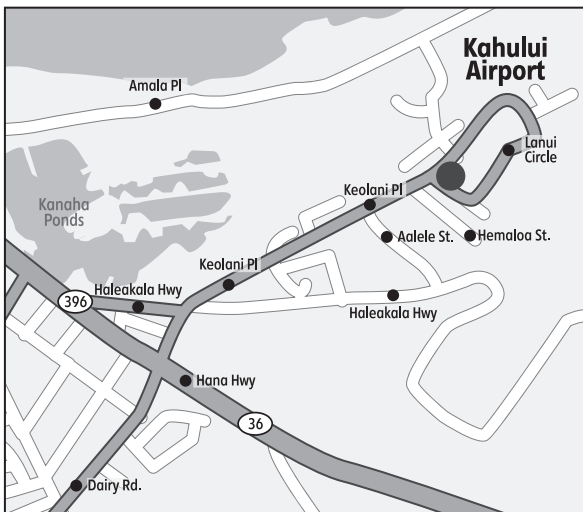 Kahului
Airport
Amala Pl
Lanui
Circle
Keolani Pl
Kanaha
Ponds
Aalele St.
Hemaloa St.
Keolani Pl
Haleakala Hwy
396
Haleakala Hwy
Hana Hwy
36
Dairy Rd.